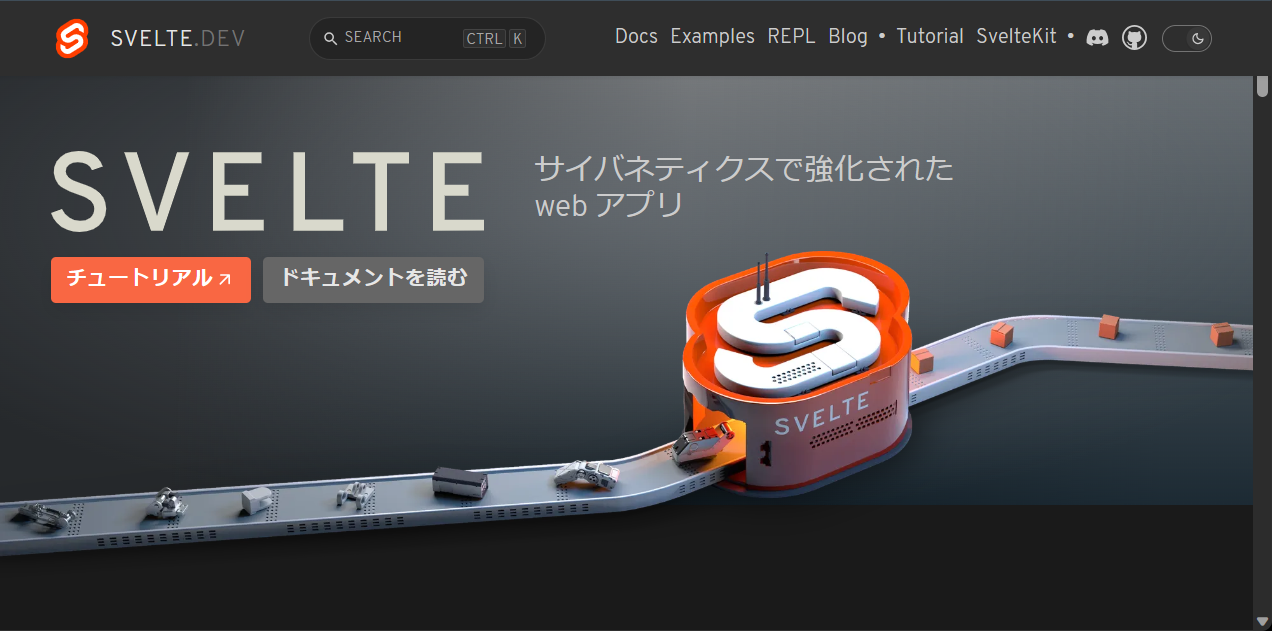 SVELTE.DEV
SEARCH CTRL K
Docs Examples REPL Blog • Tutorial SvelteKit •
SVELTE
サイバネティクスで強化された
web アプリ
チュートリアル
ドキュメントを読む
SVELTE